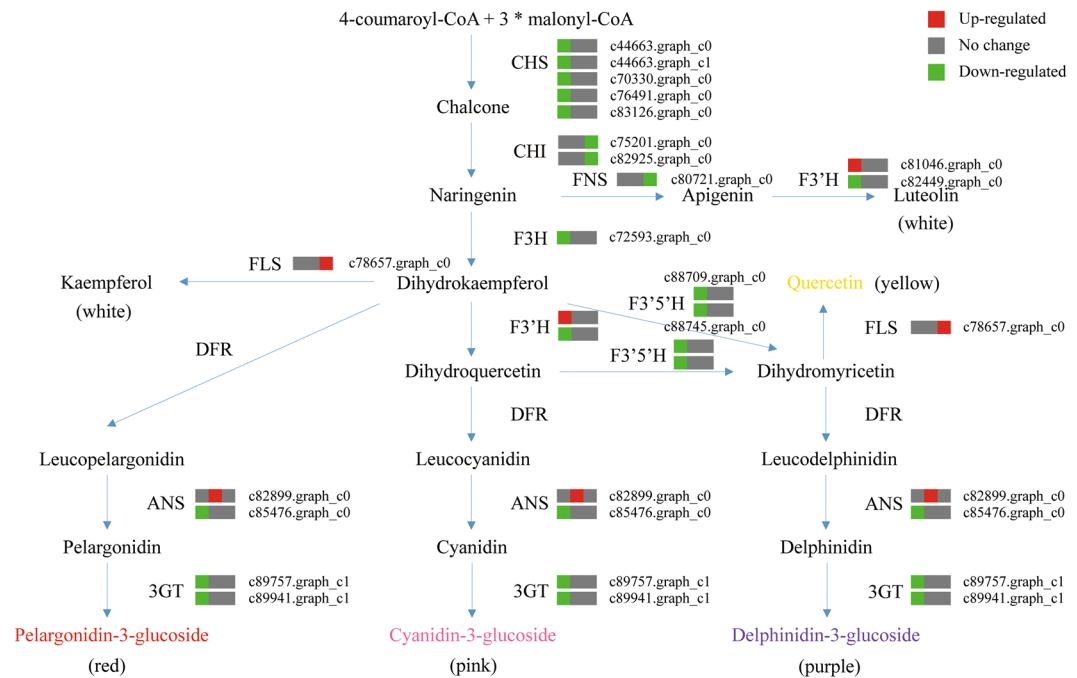 4-coumaroyl-CoA + 3 * malonyl-CoA
Up-regulated
No change
Down-regulated
CHS
c44663.graph_c0
c44663.graph_c1
c70330.graph_c0
c76491.graph_c0
c83126.graph_c0
Chalcone
CHI
c75201.graph_c0
c82925.graph_c0
Naringenin
FNS
c80721.graph_c0
Apigenin
F3'H
c81046.graph_c0
c82449.graph_c0
Luteolin
(white)
F3H
c72593.graph_c0
FLS
c78657.graph_c0
Kaempferol
(white)
Dihydrokaempferol
c88709.graph_c0
F3'5'H
c88745.graph_c0
Quercetin (yellow)
F3'H
F3'5'H
FLS
c78657.graph_c0
DFR
Dihydroquercetin
Dihydromyricetin
DFR
DFR
Leucopelargonidin
Leucocyanidin
Leucodelphinidin
ANS
c82899.graph_c0
c85476.graph_c0
ANS
c82899.graph_c0
c85476.graph_c0
ANS
c82899.graph_c0
c85476.graph_c0
Pelargonidin
Cyanidin
Delphinidin
3GT
c89757.graph_c1
c89941.graph_c1
3GT
c89757.graph_c1
c89941.graph_c1
3GT
c89757.graph_c1
c89941.graph_c1
Pelargonidin-3-glucoside
(red)
Cyanidin-3-glucoside
(pink)
Delphinidin-3-glucoside
(purple)